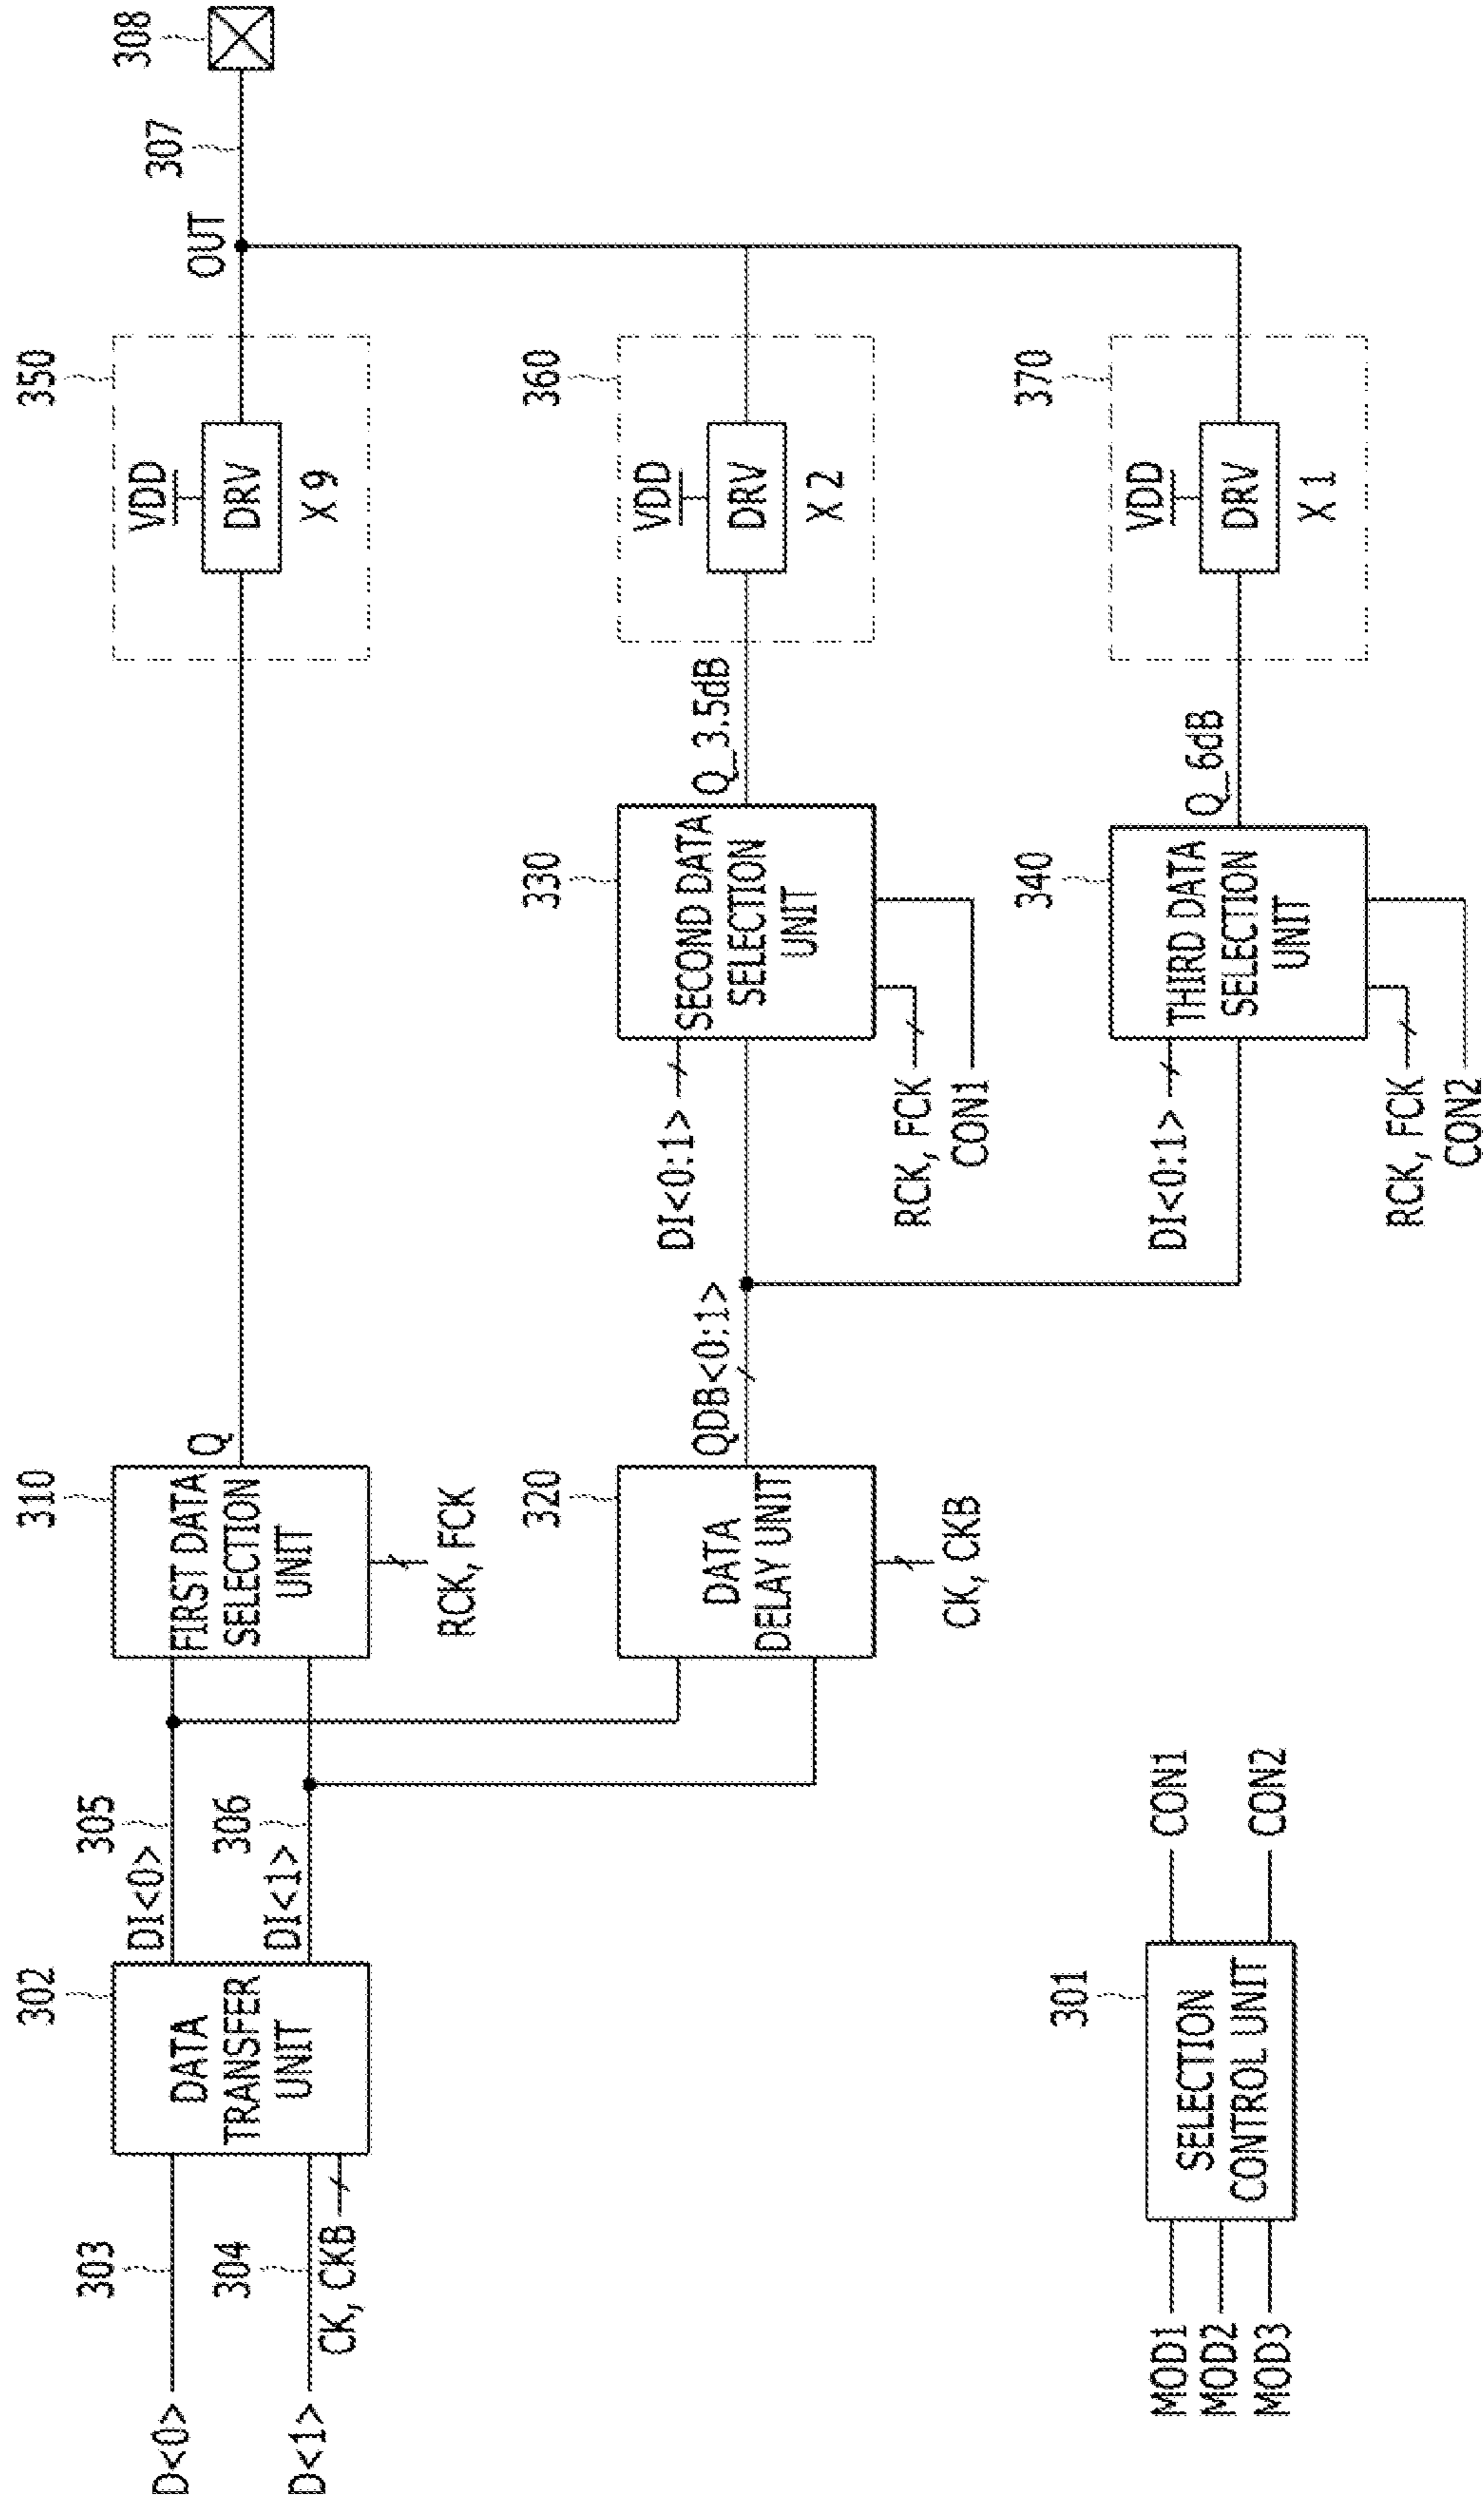 303
D<0>
304
D<1>
CK, CKB
302
DATA
TRANSFER
UNIT
305
DI<0>
306
DI<1>
310
FIRST DATA
SELECTION
UNIT
Q
RCK, FCK
320
DATA
DELAY UNIT
QDB<0:1>
CK, CKB
330
DI<0:1>
SECOND DATA
SELECTION
UNIT
Q_3.5dB
RCK, FCK
CON1
340
DI<0:1>
THIRD DATA
SELECTION
UNIT
Q_6dB
RCK, FCK
CON2
350
VDD
DRV
X 9
360
VDD
DRV
X 2
370
VDD
DRV
X 1
OUT
307
308
301
MOD1
MOD2
MOD3
SELECTION
CONTROL UNIT
CON1
CON2